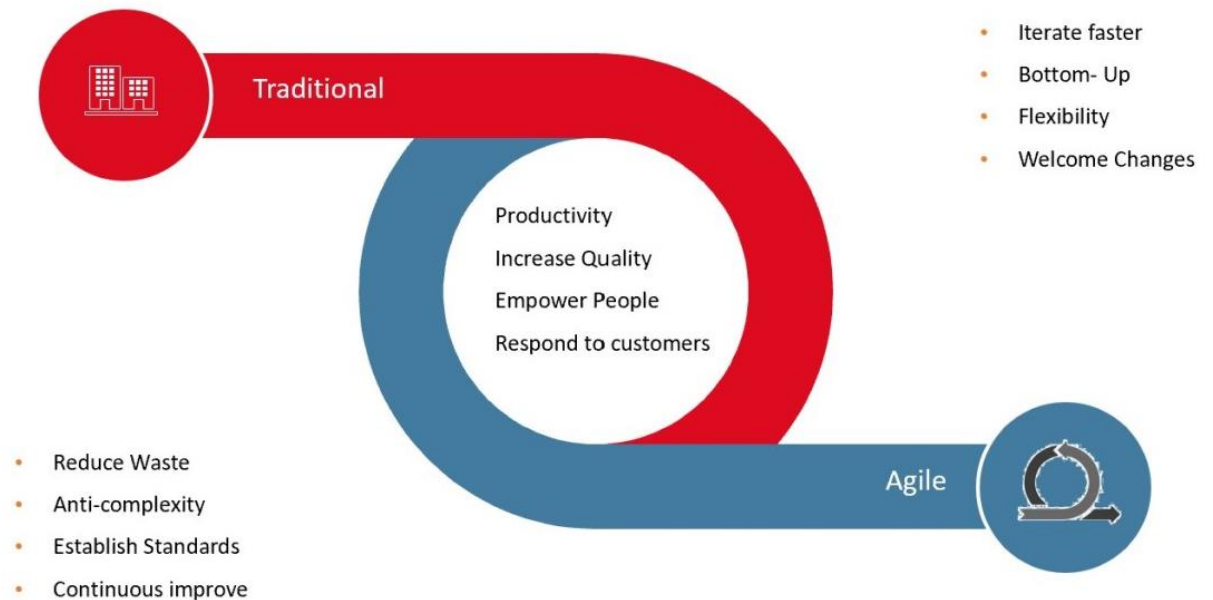 Traditional
• Iterate faster
• Bottom- Up
• Flexibility
• Welcome Changes
Productivity
Increase Quality
Empower People
Respond to customers
• Reduce Waste
• Anti-complexity
• Establish Standards
• Continuous improve
Agile